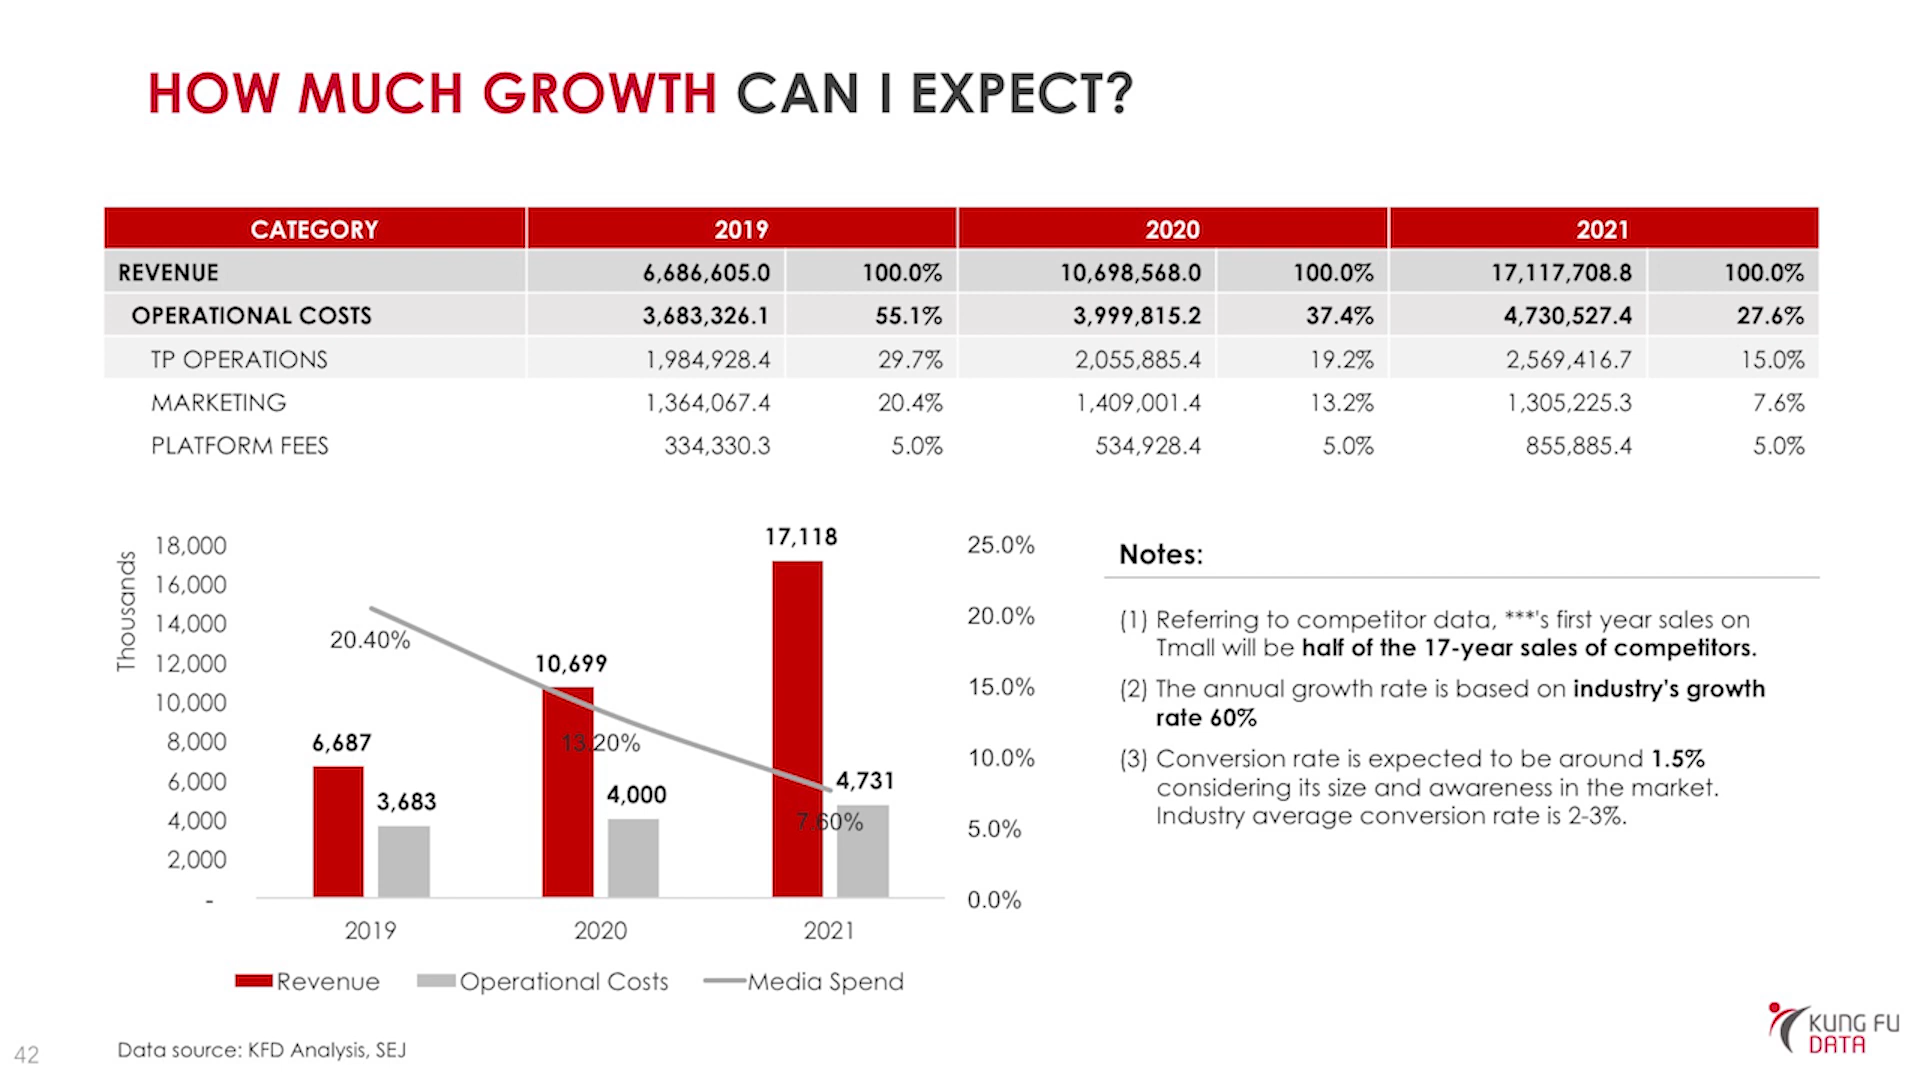 HOW MUCH GROWTH CAN I EXPECT?
CATEGORY 2019 2020 2021
REVENUE 6,686,605.0 100.0% 10,698,568.0 100.0% 17,117,708.8 100.0%
OPERATIONAL COSTS 3,683,326.1 55.1% 3,999,815.2 37.4% 4,730,527.4 27.6%
TP OPERATIONS 1,984,928.4 29.7% 2,055,885.4 19.2% 2,569,416.7 15.0%
MARKETING 1,364,067.4 20.4% 1,409,001.4 13.2% 1,305,225.3 7.6%
PLATFORM FEES 334,330.3 5.0% 534,928.4 5.0% 855,885.4 5.0%
Thousands
18,000
16,000
14,000
12,000
10,000
8,000
6,000
4,000
2,000
-
6,687
3,683
20.40%
10,699
4,000
13.20%
17,118
4,731
7.60%
25.0%
20.0%
15.0%
10.0%
5.0%
0.0%
2019 2020 2021
Revenue Operational Costs Media Spend
Notes:
(1) Referring to competitor data, ***'s first year sales on
Tmall will be half of the 17-year sales of competitors.
(2) The annual growth rate is based on industry's growth
rate 60%
(3) Conversion rate is expected to be around 1.5%
considering its size and awareness in the market.
Industry average conversion rate is 2-3%.
42
Data source: KFD Analysis, SEJ
KUNG FU
DATA